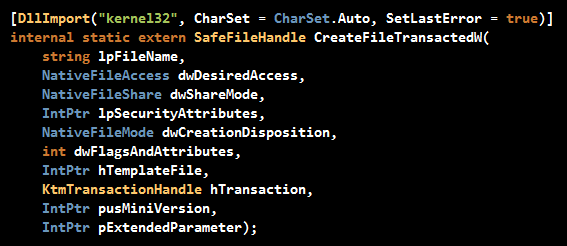 [DllImport("kernel32", CharSet = CharSet.Auto, SetLastError = true)]
internal static extern SafeFileHandle CreateFileTransactedW(
string lpFileName,
NativeFileAccess dwDesiredAccess,
NativeFileShare dwShareMode,
IntPtr lpSecurityAttributes,
NativeFileMode dwCreationDisposition,
int dwFlagsAndAttributes,
IntPtr hTemplateFile,
KtmTransactionHandle hTransaction,
IntPtr pusMiniVersion,
IntPtr pExtendedParameter);